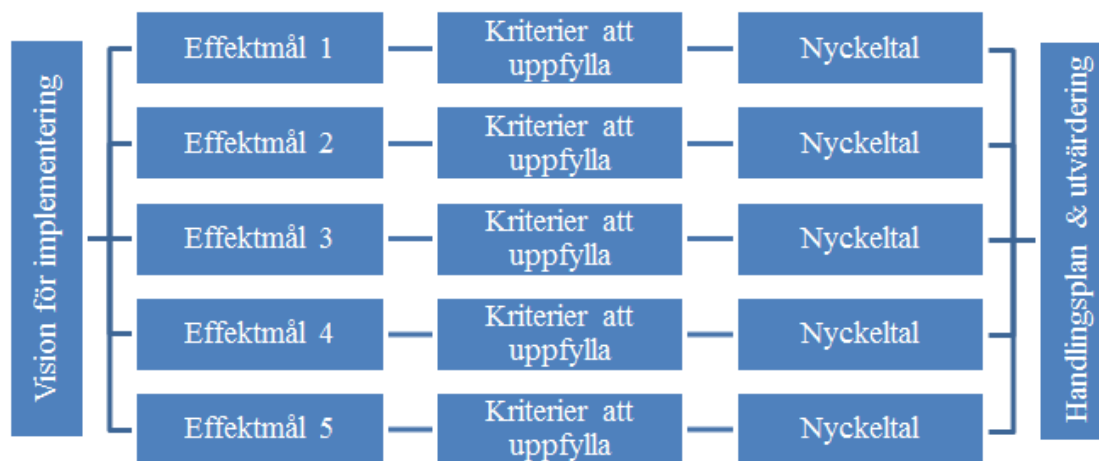 Vision för implementering
Effektmål 1
Kriterier att
uppfylla
Nyckeltal
Effektmål 2
Kriterier att
uppfylla
Nyckeltal
Effektmål 3
Kriterier att
uppfylla
Nyckeltal
Effektmål 4
Kriterier att
uppfylla
Nyckeltal
Effektmål 5
Kriterier att
uppfylla
Nyckeltal
Handlingsplan & utvärdering